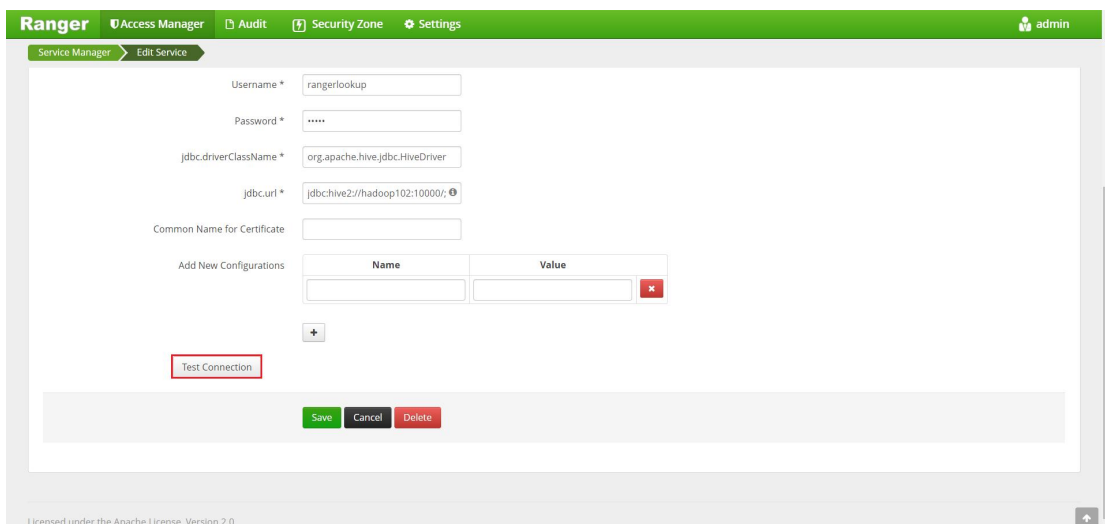 Ranger Access Manager Audit Security Zone Settings admin
Service Manager Edit Service
Username * rangerlookup
Password * •••••
jdbc.driverClassName * org.apache.hive.jdbc.HiveDriver
jdbc.url * jdbc:hive2://hadoop102:10000/;
Common Name for Certificate
Add New Configurations Name Value
+
Test Connection
Save Cancel Delete
Licensed under the Apache License, Version 2.0